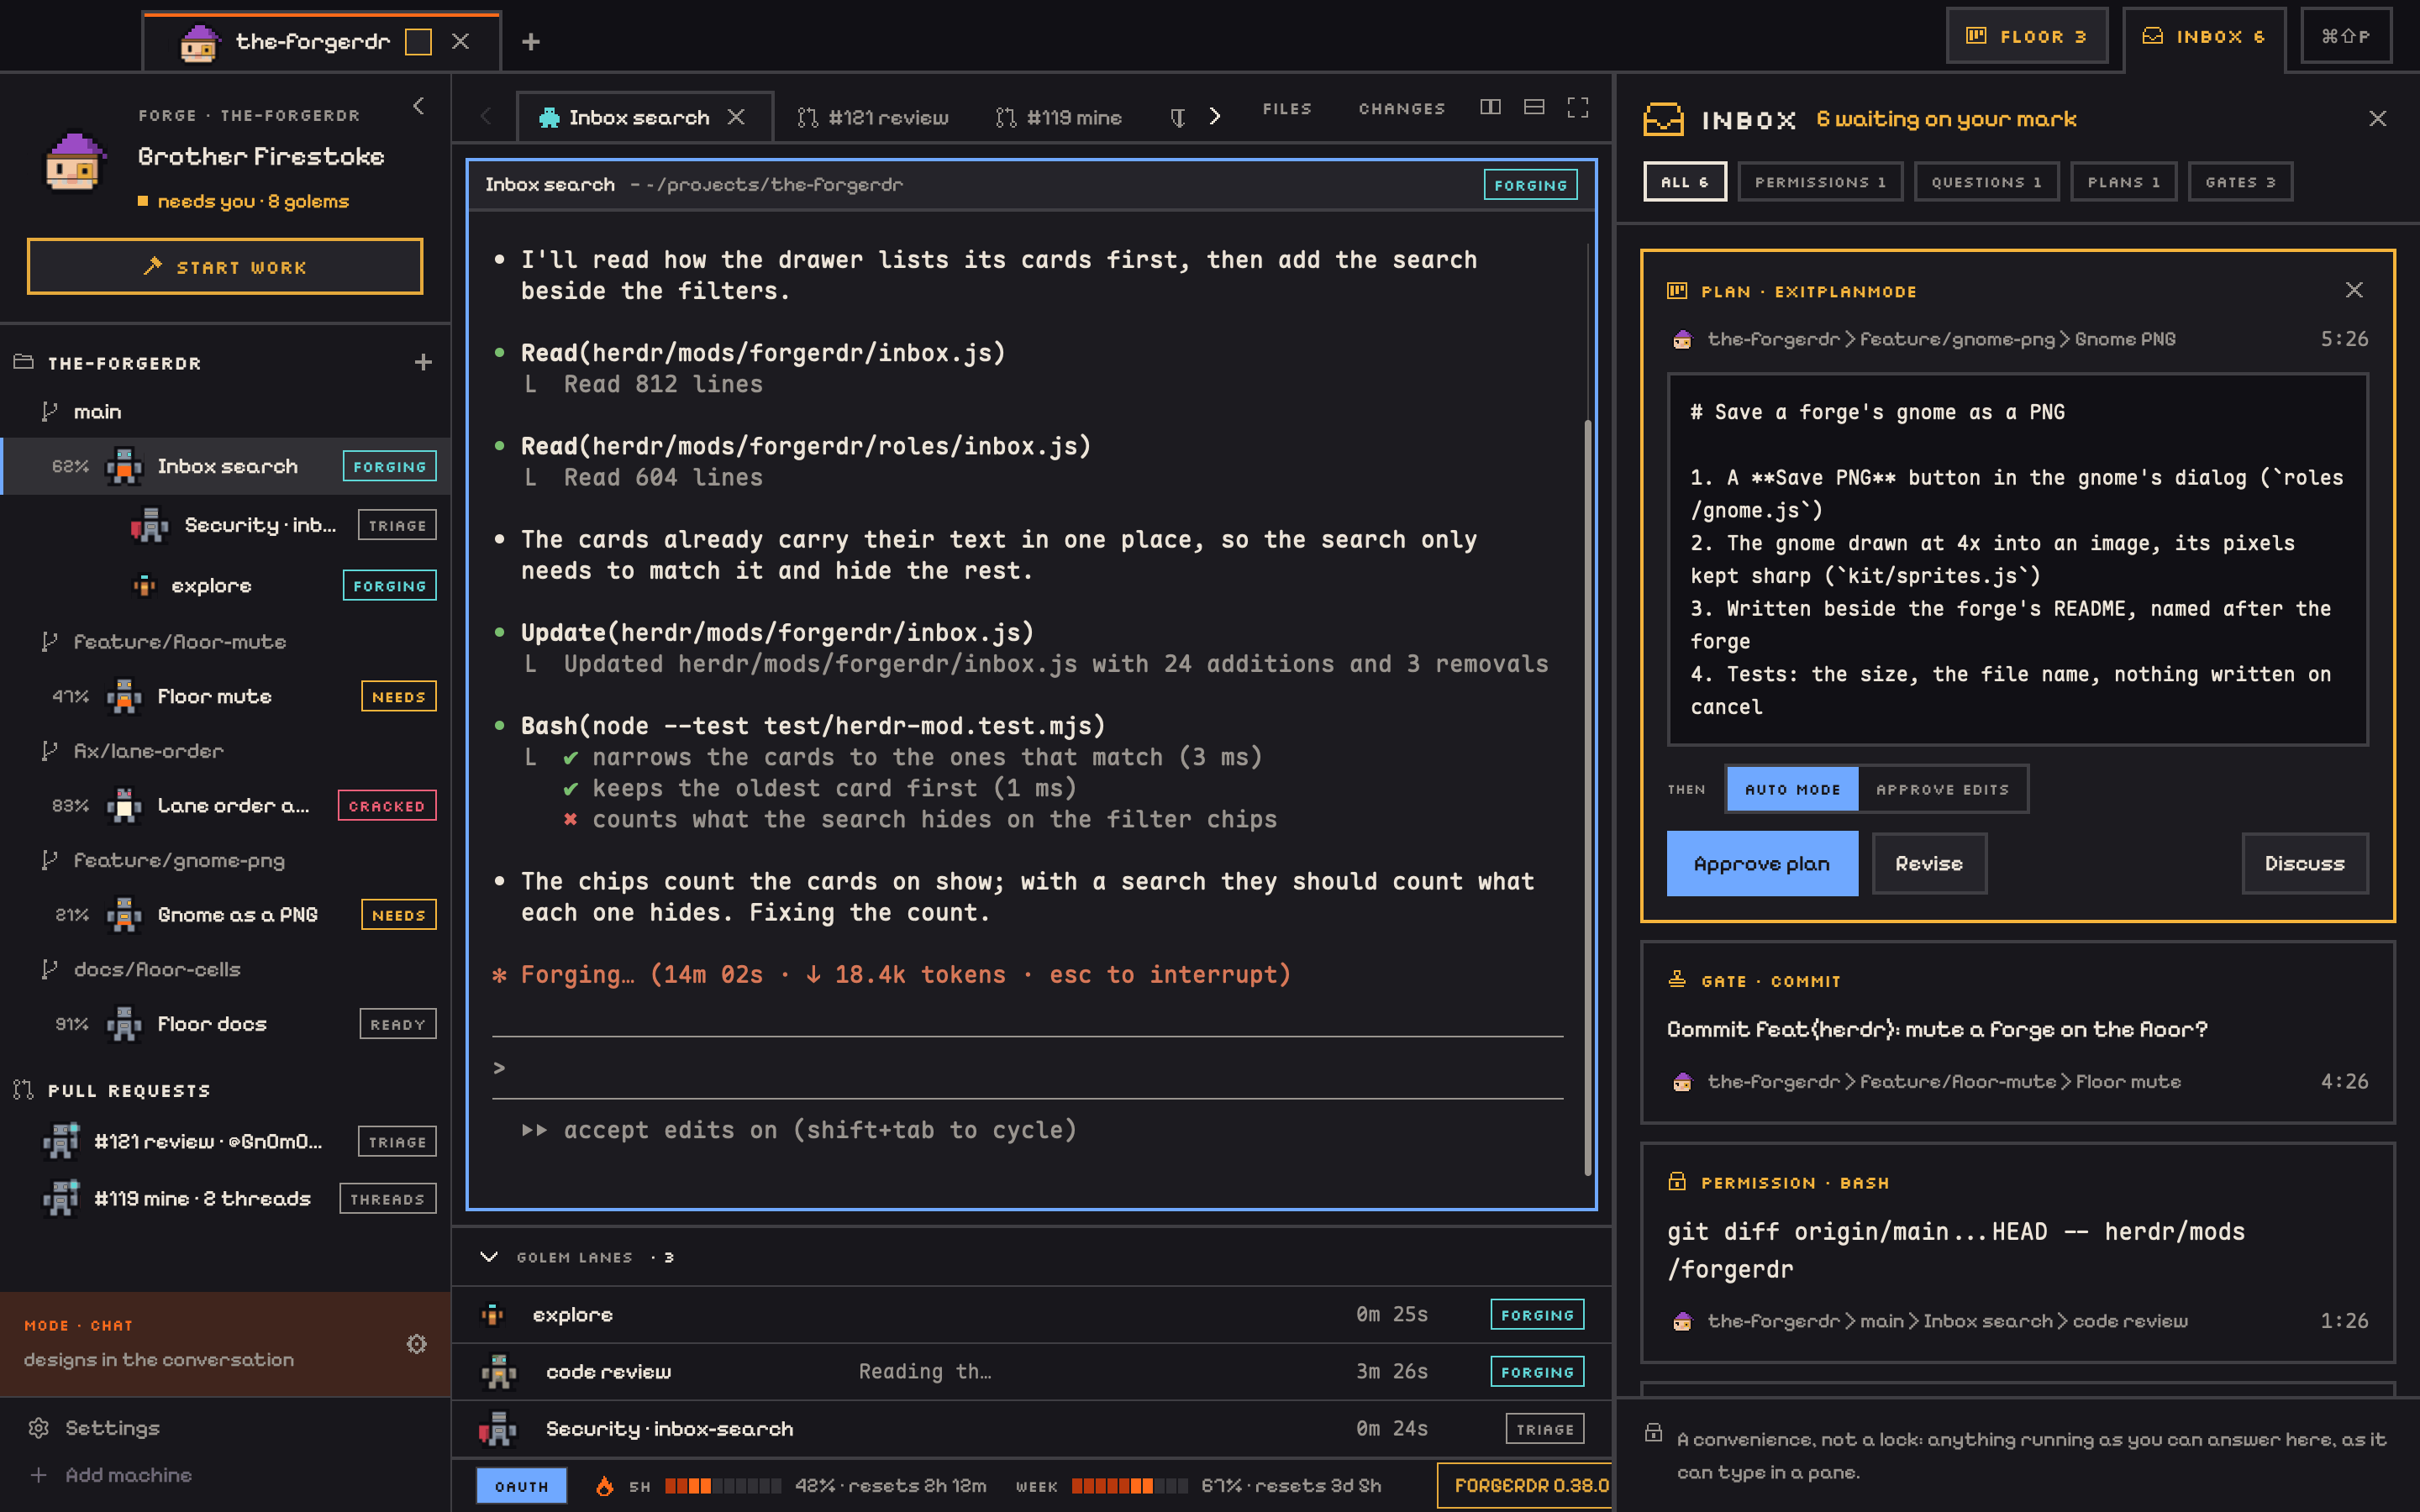 the-forgerdr
FLOOR 3
INBOX 6
⌘⇧P
FORGE · THE-FORGERDR
Brother Firestoke
needs you · 8 golems
START WORK
THE-FORGERDR
main
62% Inbox search FORGING
Security · inb... TRIAGE
explore FORGING
feature/floor-mute
47% Floor mute NEEDS
fix/lane-order
83% Lane order a... CRACKED
feature/gnome-png
21% Gnome as a PNG NEEDS
docs/floor-cells
91% Floor docs READY
PULL REQUESTS
#121 review · @Gn0m0... TRIAGE
#119 mine · 2 threads THREADS
MODE · CHAT
designs in the conversation
Settings
+ Add machine
Inbox search
#121 review
#119 mine
FILES
CHANGES
Inbox search - ~/projects/the-forgerdr FORGING
• I'll read how the drawer lists its cards first, then add the search
beside the filters.
• Read(herdr/mods/forgerdr/inbox.js)
L Read 812 lines
• Read(herdr/mods/forgerdr/roles/inbox.js)
L Read 604 lines
• The cards already carry their text in one place, so the search only
needs to match it and hide the rest.
• Update(herdr/mods/forgerdr/inbox.js)
L Updated herdr/mods/forgerdr/inbox.js with 24 additions and 3 removals
• Bash(node --test test/herdr-mod.test.mjs)
L ✔ narrows the cards to the ones that match (3 ms)
✔ keeps the oldest card first (1 ms)
✖ counts what the search hides on the filter chips
• The chips count the cards on show; with a search they should count what
each one hides. Fixing the count.
✻ Forging… (14m 02s · ↓ 18.4k tokens · esc to interrupt)
>
▸▸ accept edits on (shift+tab to cycle)
GOLEM LANES · 3
explore 0m 25s FORGING
code review Reading th… 3m 26s FORGING
Security · inbox-search 0m 24s TRIAGE
OAUTH
5H 42% · resets 2h 12m
WEEK 67% · resets 3d 8h
FORGERDR 0.38.0
INBOX 6 waiting on your mark
ALL 6
PERMISSIONS 1
QUESTIONS 1
PLANS 1
GATES 3
PLAN · EXITPLANMODE
the-forgerdr > feature/gnome-png > Gnome PNG 5:26
# Save a forge's gnome as a PNG
1. A **Save PNG** button in the gnome's dialog (`roles
/gnome.js`)
2. The gnome drawn at 4x into an image, its pixels
kept sharp (`kit/sprites.js`)
3. Written beside the forge's README, named after the
forge
4. Tests: the size, the file name, nothing written on
cancel
THEN AUTO MODE APPROVE EDITS
Approve plan
Revise
Discuss
GATE · COMMIT
Commit feat(herdr): mute a forge on the floor?
the-forgerdr > feature/floor-mute > Floor mute 4:26
PERMISSION · BASH
git diff origin/main...HEAD -- herdr/mods
/forgerdr
the-forgerdr > main > Inbox search > code review 1:26
A convenience, not a lock: anything running as you can answer here, as it
can type in a pane.